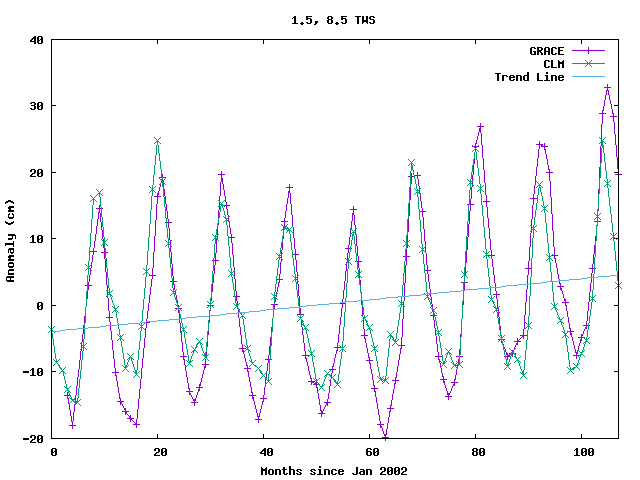 1.5, 8.5 TWS
GRACE
CLM
Trend Line
40
30
20
10
0
-10
-20
Anomaly (cm)
0 20 40 60 80 100
Months since Jan 2002